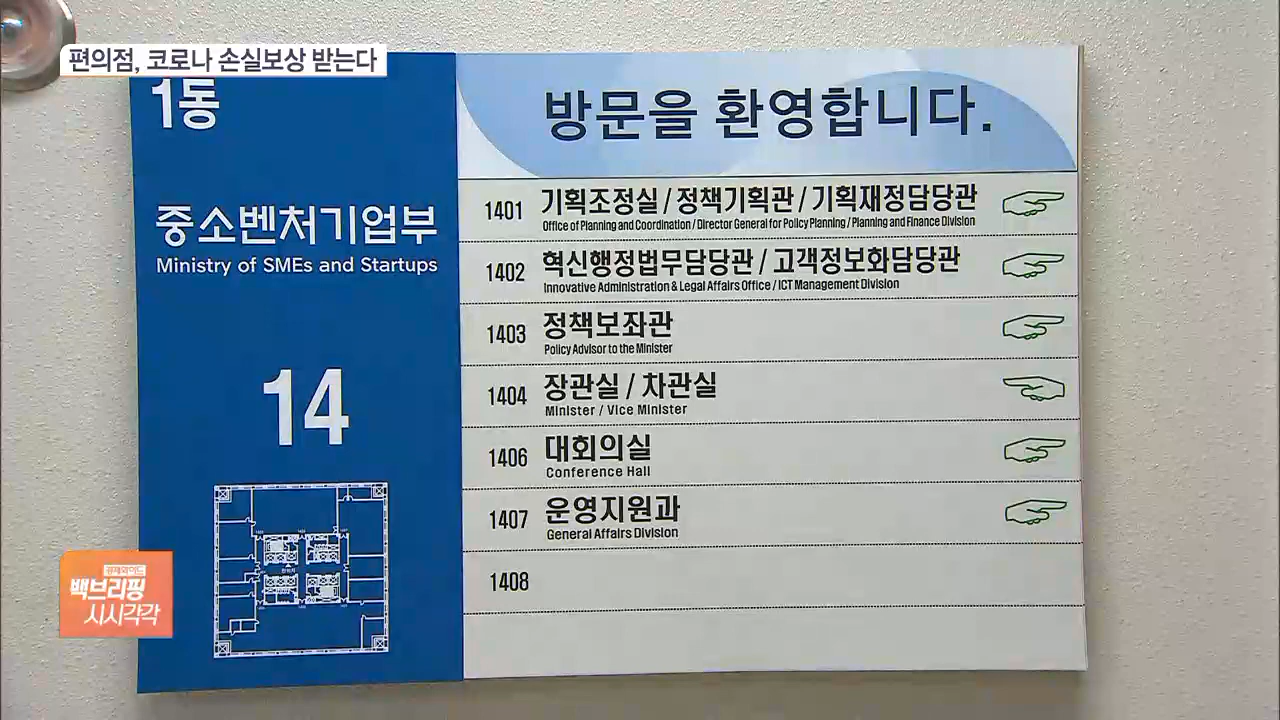 편의점, 코로나 손실보상 받는다
1동
방문을 환영합니다.
중소벤처기업부
Ministry of SMEs and Startups
14
1401 기획조정실 / 정책기획관 / 기획재정담당관
Office of Planning and Coordination / Director General for Policy Planning / Planning and Finance Division
1402 혁신행정법무담당관 / 고객정보화담당관
Innovative Administration & Legal Affairs Office / ICT Management Division
1403 정책보좌관
Policy Advisor to the Minister
1404 장관실 / 차관실
Minister / Vice Minister
1406 대회의실
Conference Hall
1407 운영지원과
General Affairs Division
1408
경제와이드
백브리핑
시시각각